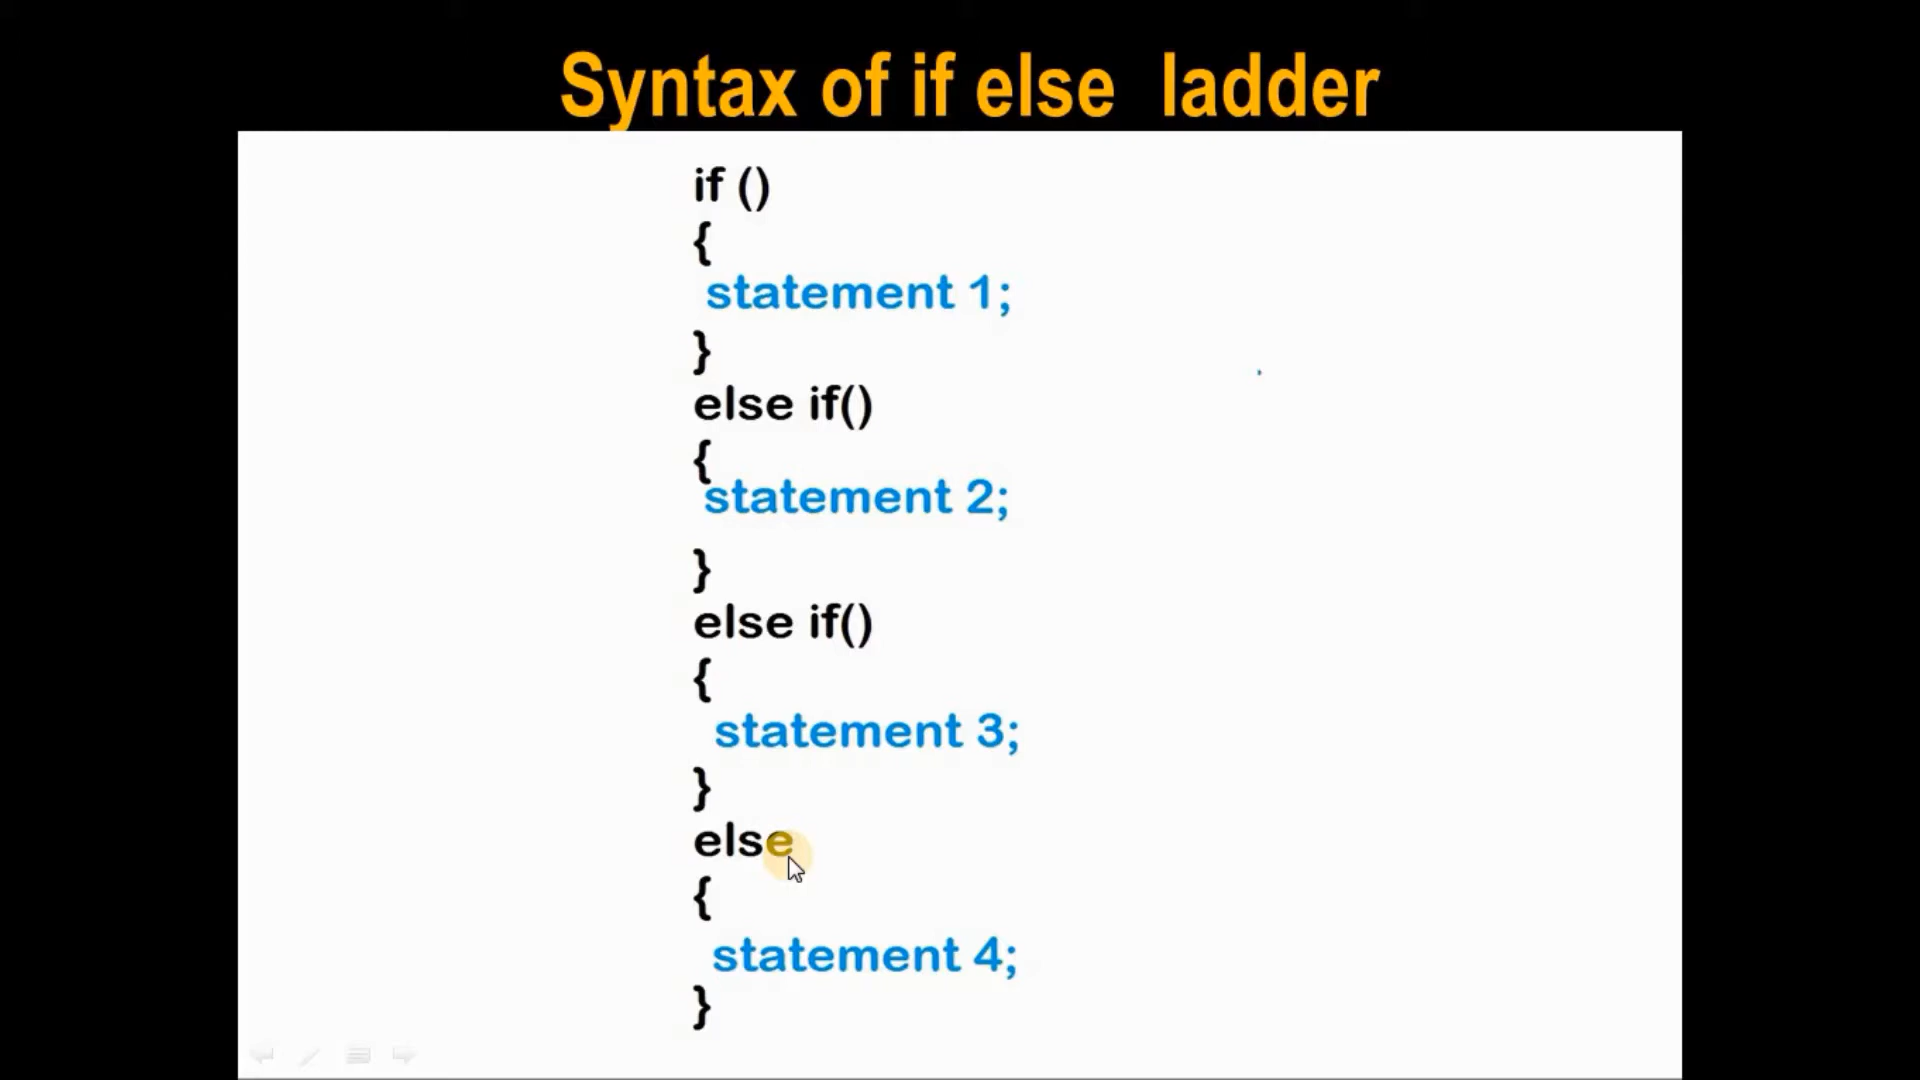 Syntax of if else ladder
if ()
{
statement 1;
}
else if()
{
statement 2;
}
else if()
{
statement 3;
}
else
{
statement 4;
}